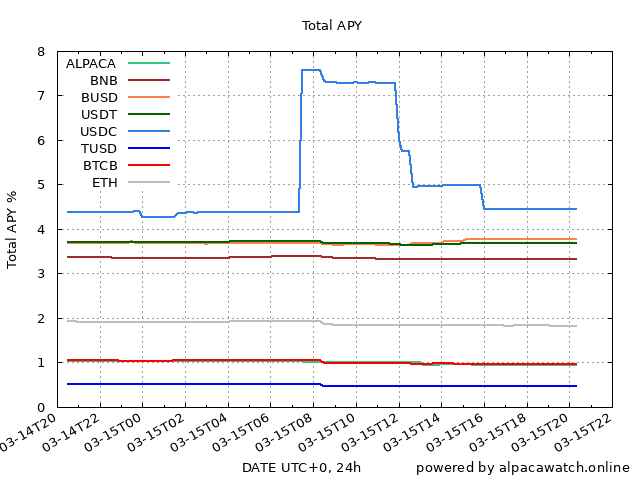 Total APY
8
7
6
5
4
3
2
1
0
Total APY %
ALPACA
BNB
BUSD
USDT
USDC
TUSD
BTCB
ETH
03-14T20
03-14T22
03-15T00
03-15T02
03-15T04
03-15T06
03-15T08
03-15T10
03-15T12
03-15T14
03-15T16
03-15T18
03-15T20
03-15T22
DATE UTC+0, 24h
powered by alpacawatch.online